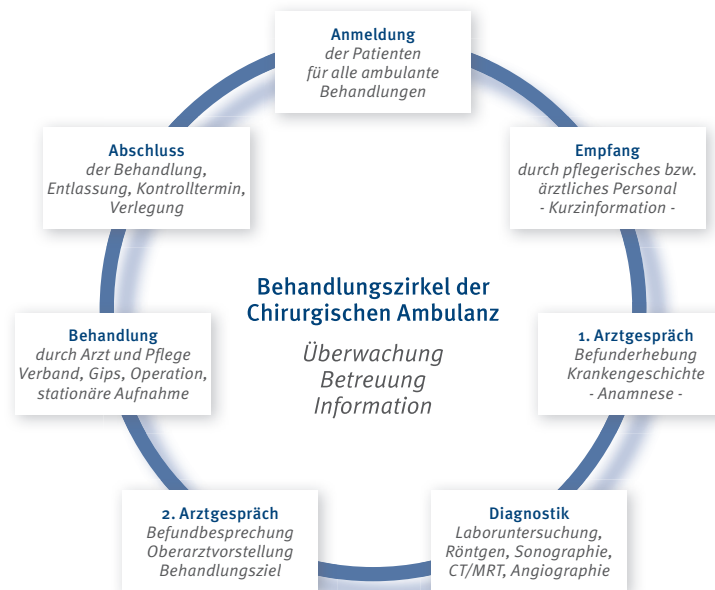 Anmeldung
der Patienten
für alle ambulante
Behandlungen
Empfang
durch pflegerisches bzw.
ärztliches Personal
- Kurzinformation -
1. Arztgespräch
Befunderhebung
Krankengeschichte
- Anamnese -
Diagnostik
Laboruntersuchung,
Röntgen, Sonographie,
CT/MRT, Angiographie
2. Arztgespräch
Befundbesprechung
Oberarztvorstellung
Behandlungsziel
Behandlung
durch Arzt und Pflege
Verband, Gips, Operation,
stationäre Aufnahme
Abschluss
der Behandlung,
Entlassung, Kontrolltermin,
Verlegung
Behandlungszirkel der
Chirurgischen Ambulanz
Überwachung
Betreuung
Information